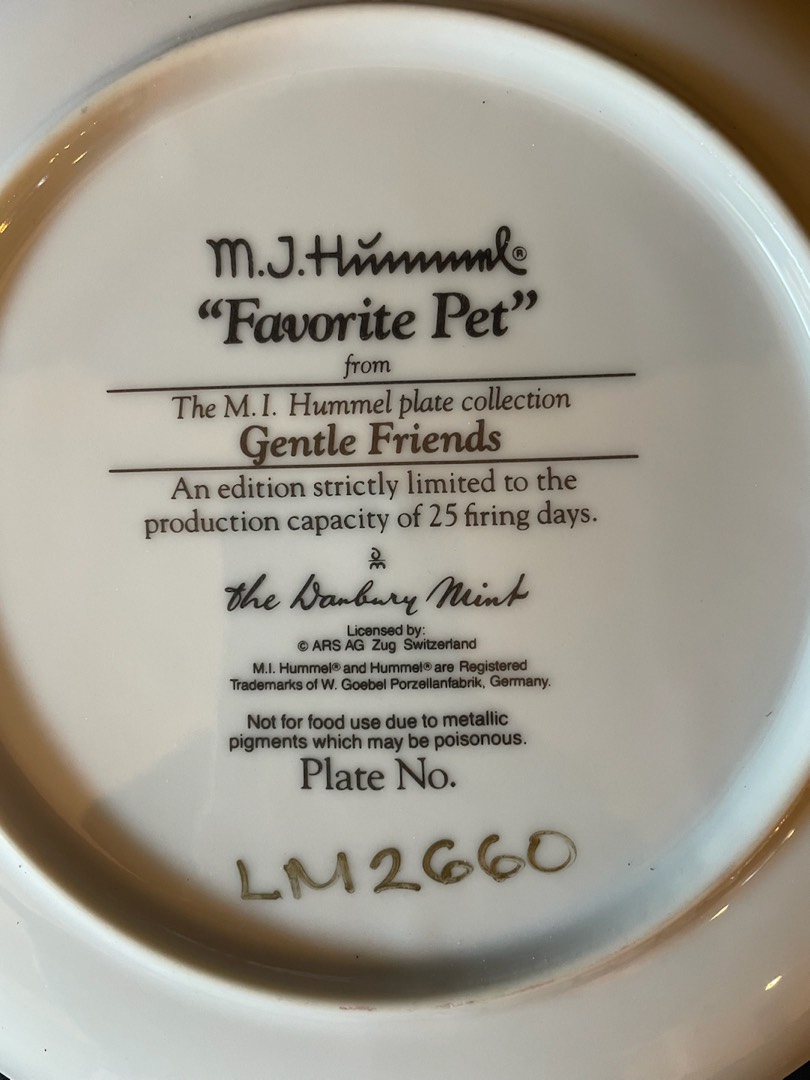 M.J.Hummel®
“Favorite Pet”
from
The M.I. Hummel plate collection
Gentle Friends
An edition strictly limited to the
production capacity of 25 firing days.
the Danbury Mint
Licensed by:
© ARS AG Zug Switzerland
M.I. Hummel® and Hummel® are Registered
Trademarks of W. Goebel Porzellanfabrik, Germany.
Not for food use due to metallic
pigments which may be poisonous.
Plate No.
LM2660